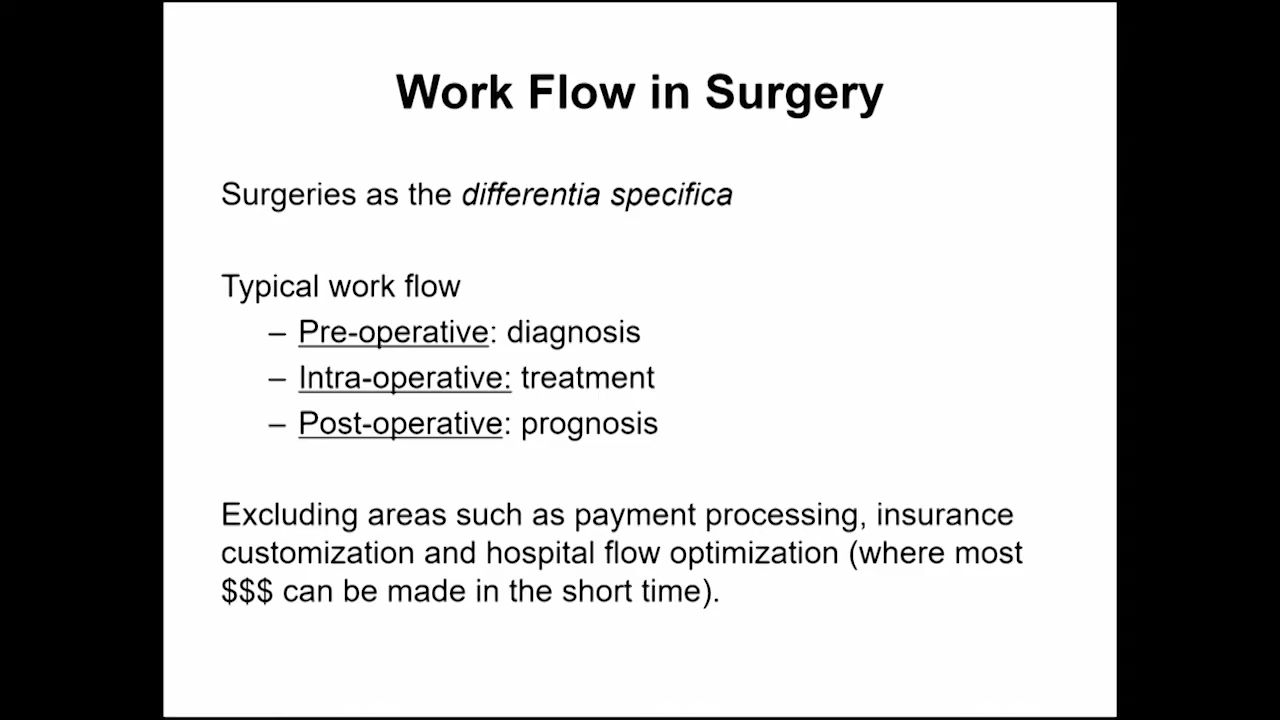 Work Flow in Surgery
Surgeries as the differentia specifica
Typical work flow
– Pre-operative: diagnosis
– Intra-operative: treatment
– Post-operative: prognosis
Excluding areas such as payment processing, insurance
customization and hospital flow optimization (where most
$$$ can be made in the short time).